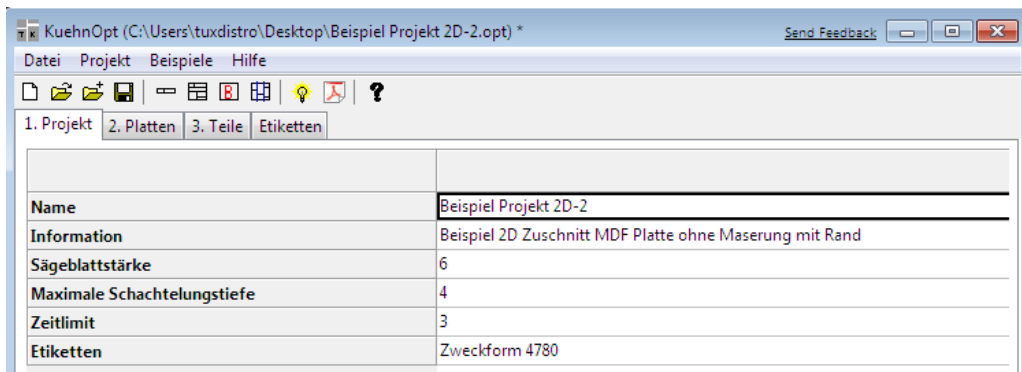 KuehnOpt (C:\Users\tuxdistro\Desktop\Beispiel Projekt 2D-2.opt) * Send Feedback
Datei Projekt Beispiele Hilfe
1. Projekt 2. Platten 3. Teile Etiketten
Name Beispiel Projekt 2D-2
Information Beispiel 2D Zuschnitt MDF Platte ohne Maserung mit Rand
Sägeblattstärke 6
Maximale Schachtelungstiefe 4
Zeitlimit 3
Etiketten Zweckform 4780